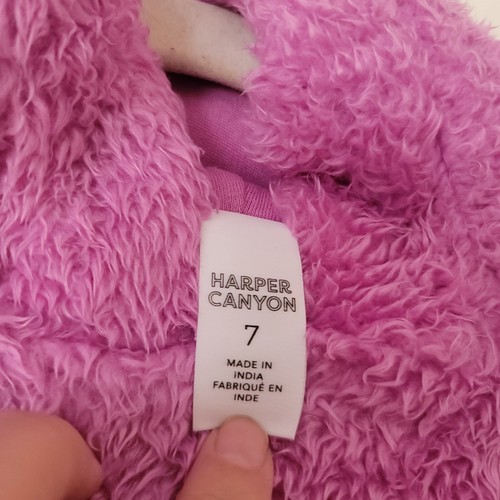 HARPER
CANYON
7
MADE IN
INDIA
FABRIQUÉ EN
INDE